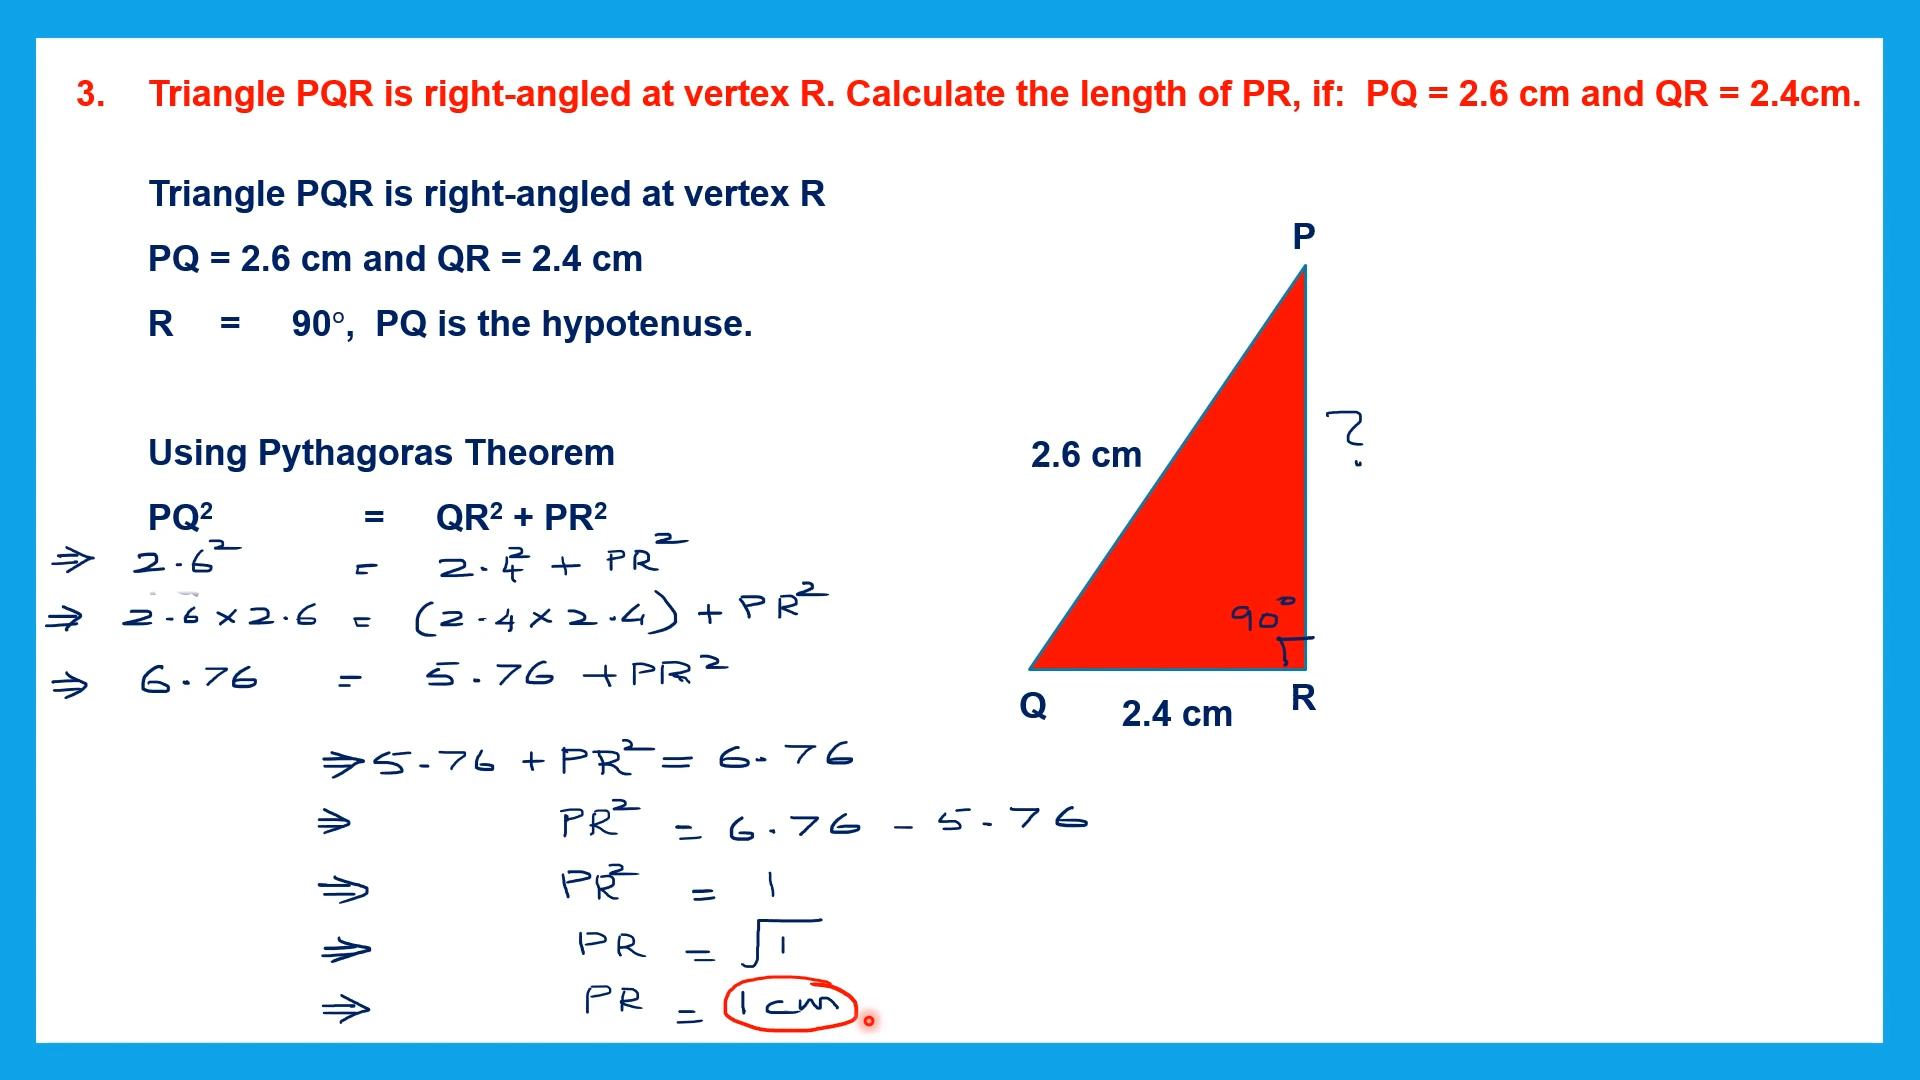 3. Triangle PQR is right-angled at vertex R. Calculate the length of PR, if: PQ = 2.6 cm and QR = 2.4cm.
Triangle PQR is right-angled at vertex R
PQ = 2.6 cm and QR = 2.4 cm
R = 90°, PQ is the hypotenuse.
Using Pythagoras Theorem
PQ² = QR² + PR²
⇒ 2.6² = 2.4² + PR²
⇒ 2.6 × 2.6 = (2.4 × 2.4) + PR²
⇒ 6.76 = 5.76 + PR²
⇒ 5.76 + PR² = 6.76
⇒ PR² = 6.76 - 5.76
⇒ PR² = 1
⇒ PR = √1
⇒ PR = 1 cm
P
2.6 cm
?
90°
Q
2.4 cm
R